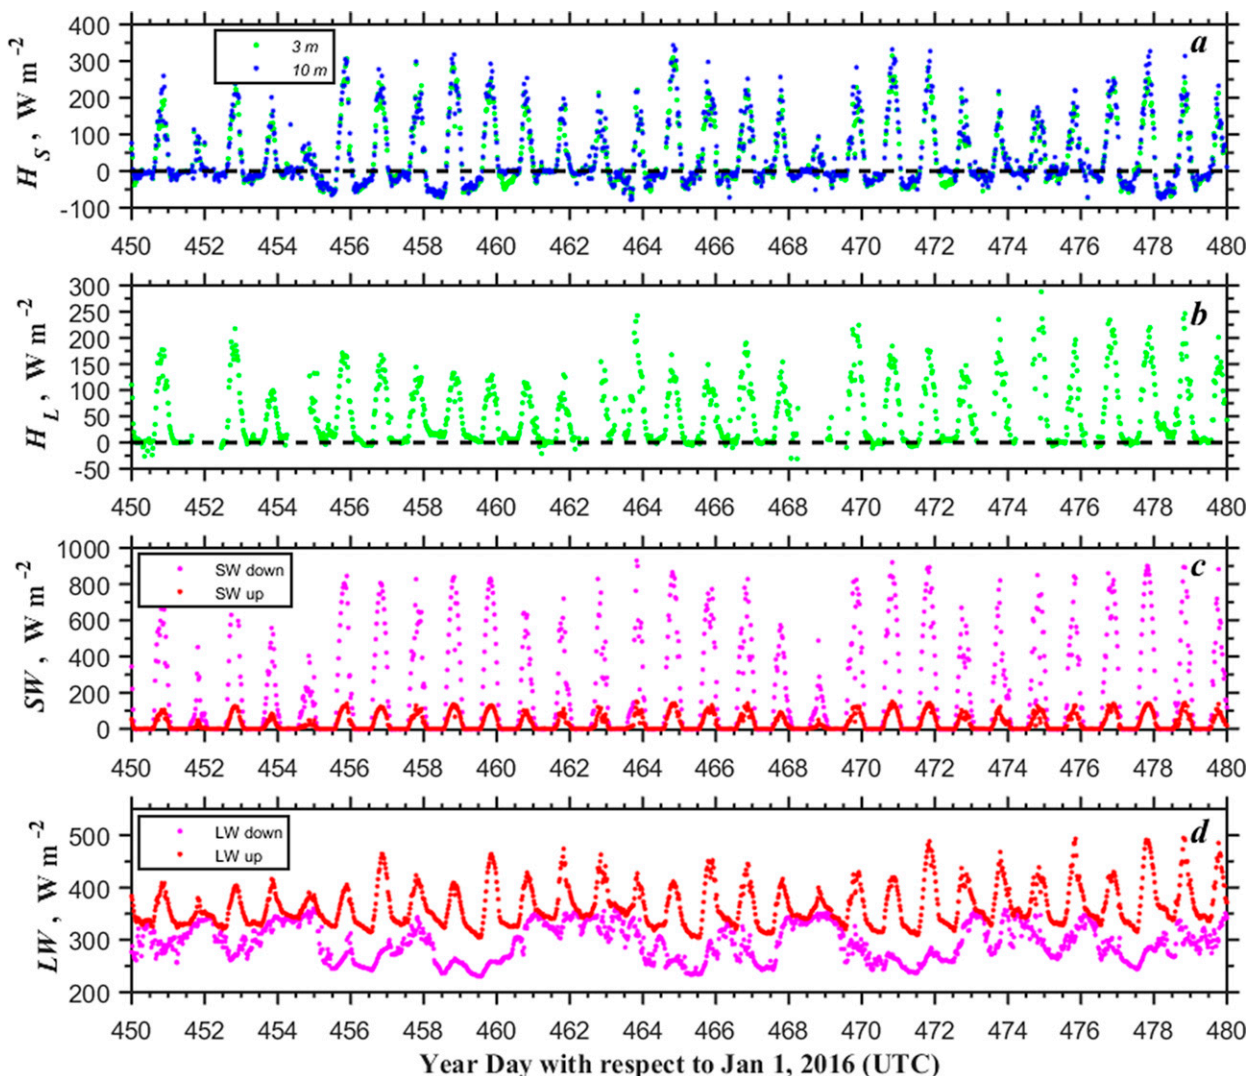 400
300
200
100
0
-100
H_S , W m⁻²
3 m
10 m
a
450 452 454 456 458 460 462 464 466 468 470 472 474 476 478 480
300
250
200
150
100
50
0
-50
H_L , W m⁻²
b
450 452 454 456 458 460 462 464 466 468 470 472 474 476 478 480
1000
800
600
400
200
0
SW , W m⁻²
SW down
SW up
c
450 452 454 456 458 460 462 464 466 468 470 472 474 476 478 480
500
400
300
200
LW , W m⁻²
LW down
LW up
d
450 452 454 456 458 460 462 464 466 468 470 472 474 476 478 480
Year Day with respect to Jan 1, 2016 (UTC)